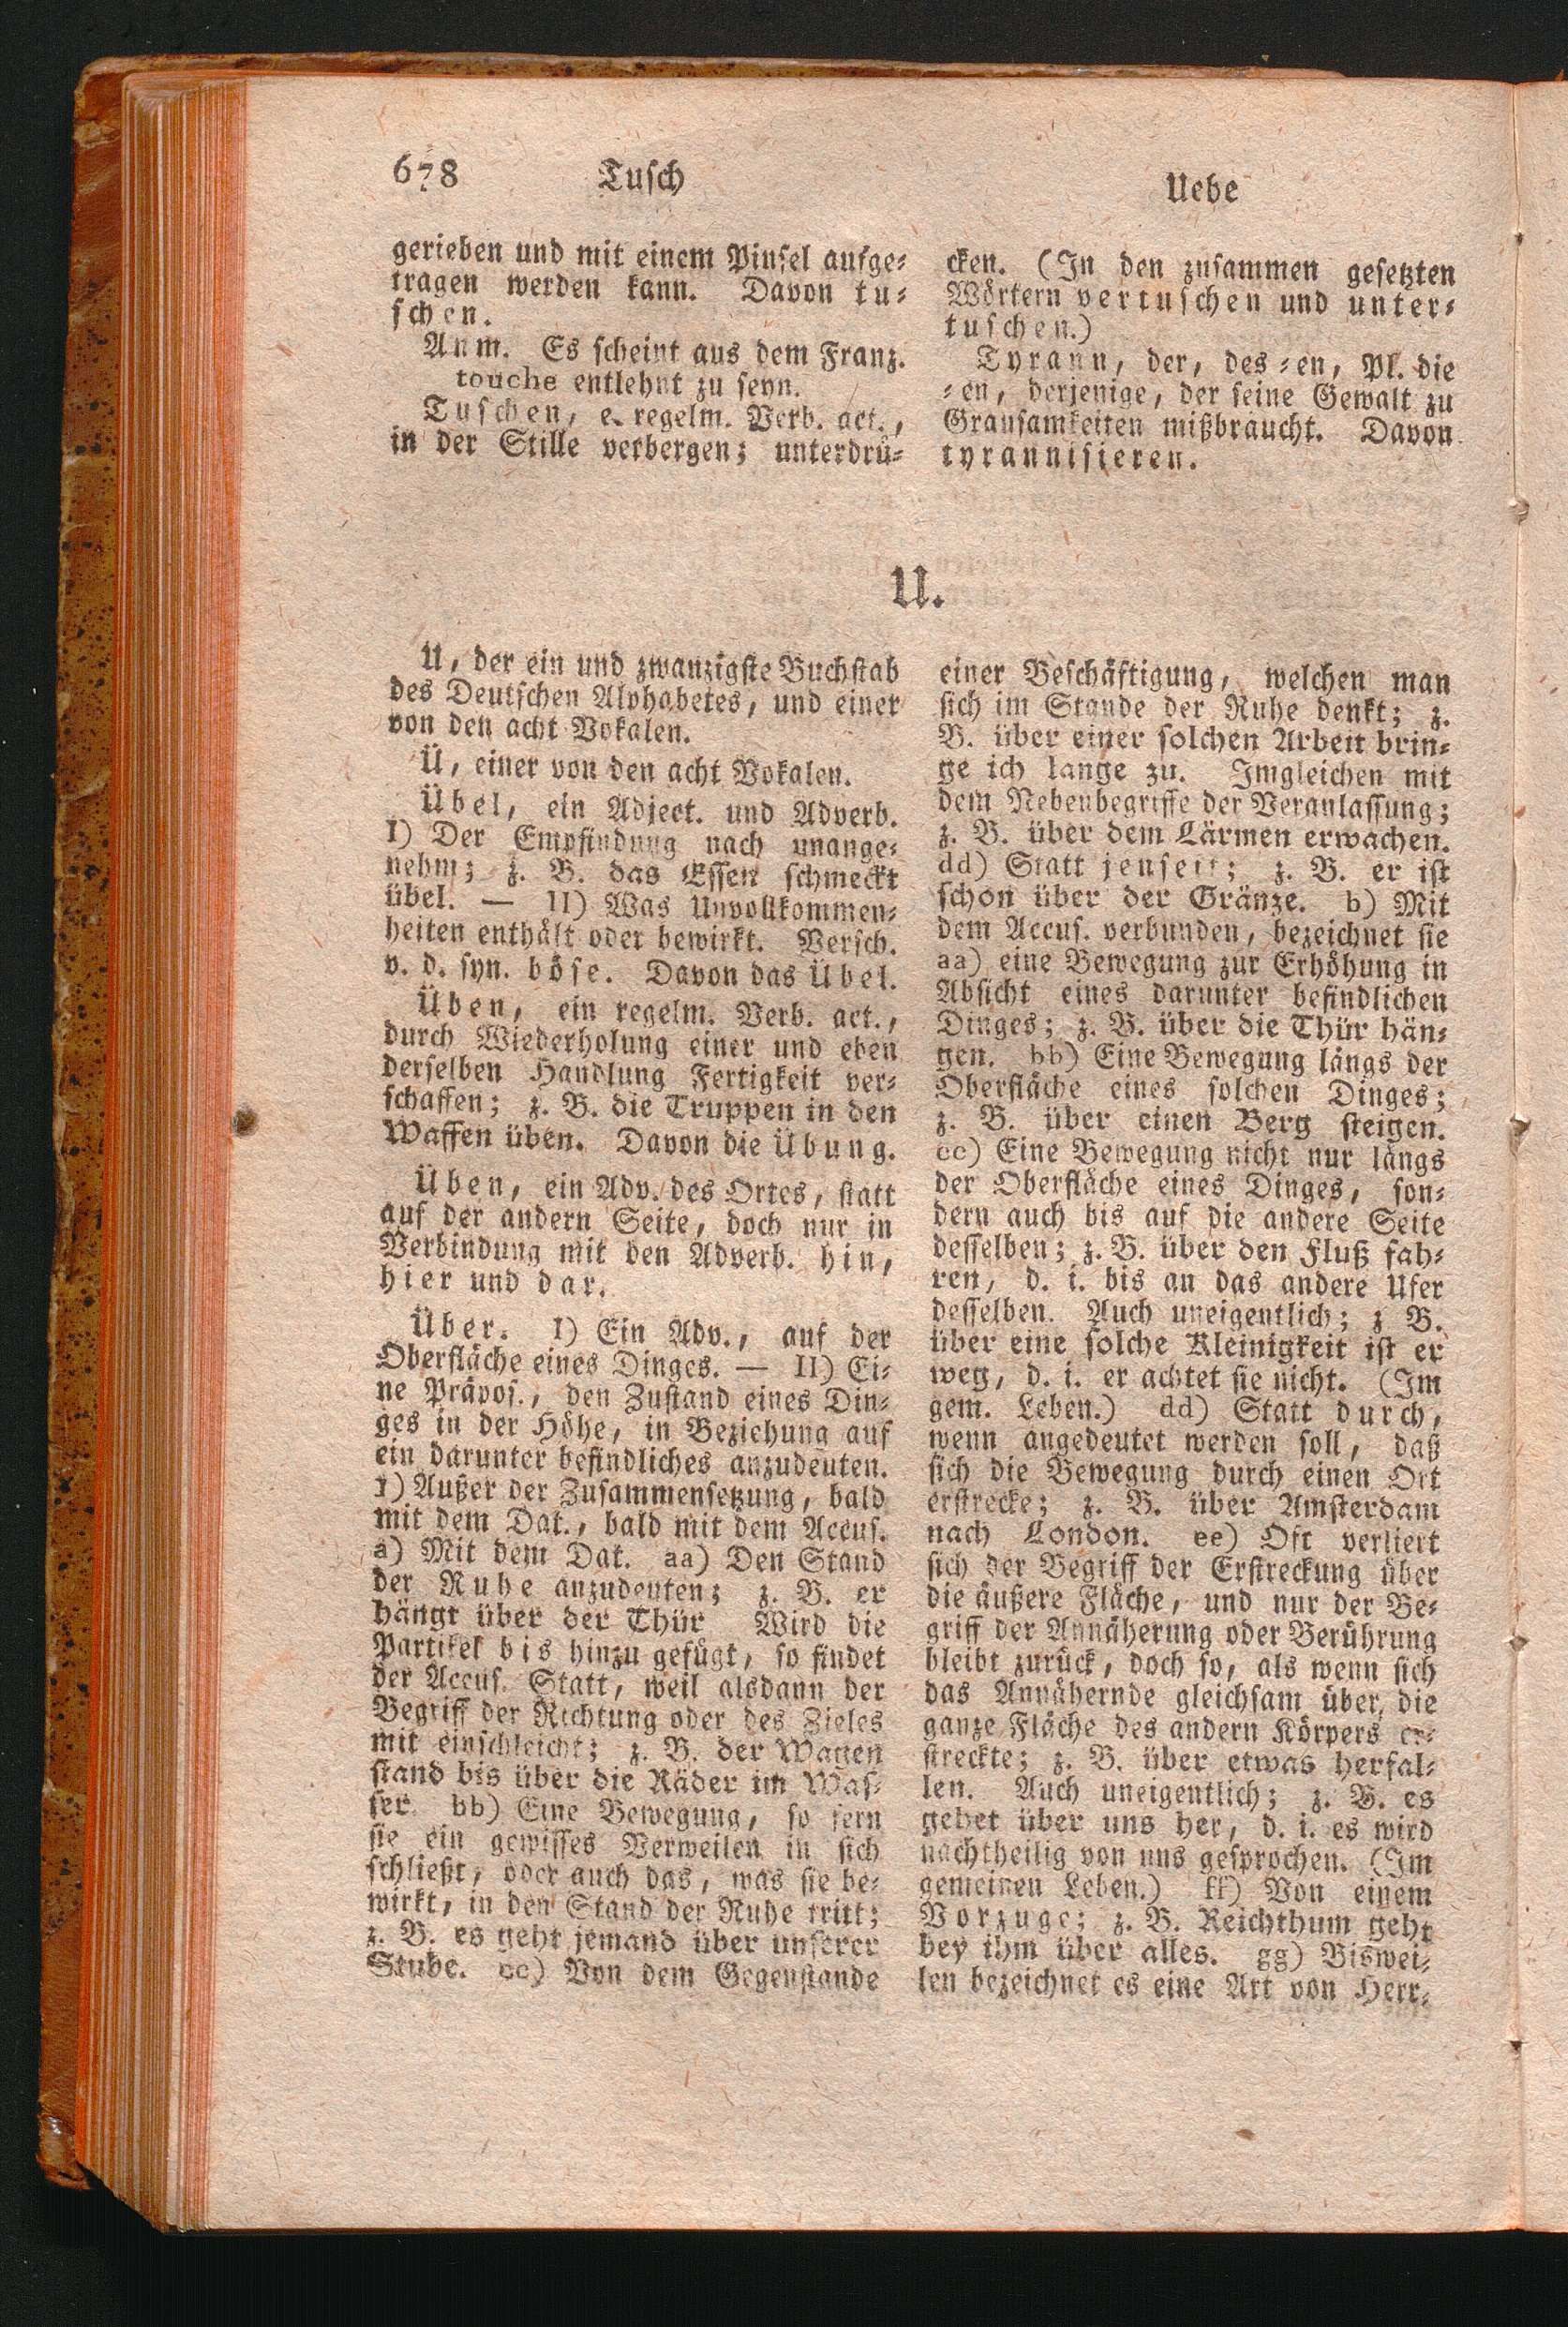 678 Tuſch Uebe
gerieben und mit einem Pinſel aufge⸗
tragen werden kann. Davon tu⸗
ſchen.
Anm. Es ſcheint aus dem Franz.
touche entlehnt zu ſeyn.
Tuſchen, e. regelm. Verb. act.,
in der Stille verbergen; unterdrü⸗
cken. (In den zuſammen geſetzten
Wörtern vertuſchen und unter⸗
tuſchen.)
Tyrann, der, des ⸗en, Pl. die
⸗en, derjenige, der ſeine Gewalt zu
Grauſamkeiten mißbraucht. Davon
tyranniſieren.
U.
U, der ein und zwanzigſte Buchſtab
des Deutſchen Alphabetes, und einer
von den acht Vokalen.
Ü, einer von den acht Vokalen.
Übel, ein Adject. und Adverb.
I) Der Empfindung nach unange⸗
nehm; z. B. das Eſſen ſchmeckt
übel. — II) Was Unvollkommen⸗
heiten enthält oder bewirkt. Verſch.
v. d. ſyn. böſe. Davon das Übel.
Üben, ein regelm. Verb. act.,
durch Wiederholung einer und eben
derſelben Handlung Fertigkeit ver⸗
ſchaffen; z. B. die Truppen in den
Waffen üben. Davon die Übung.
Üben, ein Adv. des Ortes, ſtatt
auf der andern Seite, doch nur in
Verbindung mit den Adverb. hin,
hier und dar.
Über. I) Ein Adv., auf der
Oberfläche eines Dinges. — II) Ei⸗
ne Präpoſ., den Zuſtand eines Din⸗
ges in der Höhe, in Beziehung auf
ein darunter befindliches anzudeuten.
1) Außer der Zuſammenſetzung, bald
mit dem Dat., bald mit dem Accuſ.
a) Mit dem Dat. aa) Den Stand
der Ruhe anzudeuten; z. B. er
hängt über der Thür Wird die
Partikel bis hinzu gefügt, ſo findet
der Accuſ. Statt, weil alsdann der
Begriff der Richtung oder des Zieles
mit einſchleicht; z. B. der Wagen
ſtand bis über die Räder im Waſ⸗
ſer. bb) Eine Bewegung, ſo fern
ſie ein gewiſſes Verweilen in ſich
ſchließt, oder auch das, was ſie be⸗
wirkt, in den Stand der Ruhe tritt;
z. B. es geht jemand über unſerer
Stube. cc) Von dem Gegenſtande
einer Beſchäftigung, welchen man
ſich im Stande der Ruhe denkt; z.
B. über einer ſolchen Arbeit brin⸗
ge ich lange zu. Imgleichen mit
dem Nebenbegriffe der Veranlaſſung;
z. B. über dem Lärmen erwachen.
dd) Statt jenſeit; z. B. er iſt
ſchon über der Gränze. b) Mit
dem Accuſ. verbunden, bezeichnet ſie
aa) eine Bewegung zur Erhöhung in
Abſicht eines darunter befindlichen
Dinges; z. B. über die Thür hän⸗
gen. bb) Eine Bewegung längs der
Oberfläche eines ſolchen Dinges;
z. B. über einen Berg ſteigen.
cc) Eine Bewegung nicht nur längs
der Oberfläche eines Dinges, ſon⸗
dern auch bis auf die andere Seite
deſſelben; z. B. über den Fluß fah⸗
ren, d. i. bis an das andere Ufer
deſſelben. Auch uneigentlich; z B.
über eine ſolche Kleinigkeit iſt er
weg, d. i. er achtet ſie nicht. (Im
gem. Leben.) dd) Statt durch,
wenn angedeutet werden ſoll, daß
ſich die Bewegung durch einen Ort
erſtrecke; z. B. über Amſterdam
nach London. ee) Oft verliert
ſich der Begriff der Erſtreckung über
die äußere Fläche, und nur der Be⸗
griff der Annäherung oder Berührung
bleibt zurück, doch ſo, als wenn ſich
das Annähernde gleichſam über die
ganze Fläche des andern Körpers er⸗
ſtreckte; z. B. über etwas herfal⸗
len. Auch uneigentlich; z. B. es
gehet über uns her, d. i. es wird
nachtheilig von uns geſprochen. (Im
gemeinen Leben.) ff) Von einem
Vorzuge; z. B. Reichthum geht
bey ihm über alles. gg) Biswei⸗
len bezeichnet es eine Art von Herr⸗